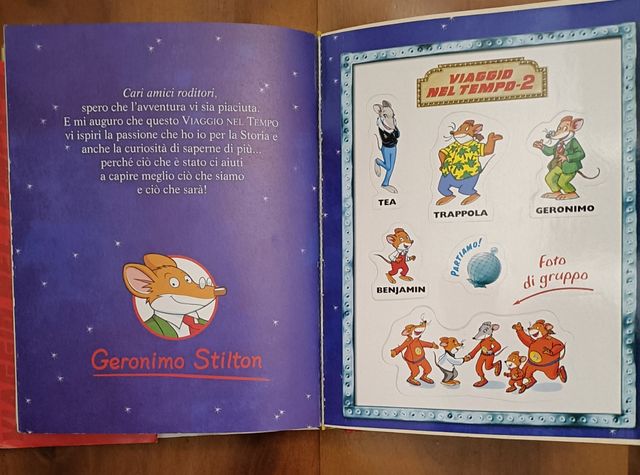 Cari amici roditori,
spero che l'avventura vi sia piaciuta.
E mi auguro che questo VIAGGIO NEL TEMPO
vi ispiri la passione che ho io per la Storia e
anche la curiosità di saperne di più...
perché ciò che è stato ci aiuti
a capire meglio ciò che siamo
e ciò che sarà!
Geronimo Stilton
VIAGGIO
NEL TEMPO-2
TEA
TRAPPOLA
GERONIMO
BENJAMIN
PARTIAMO!
Foto
di gruppo